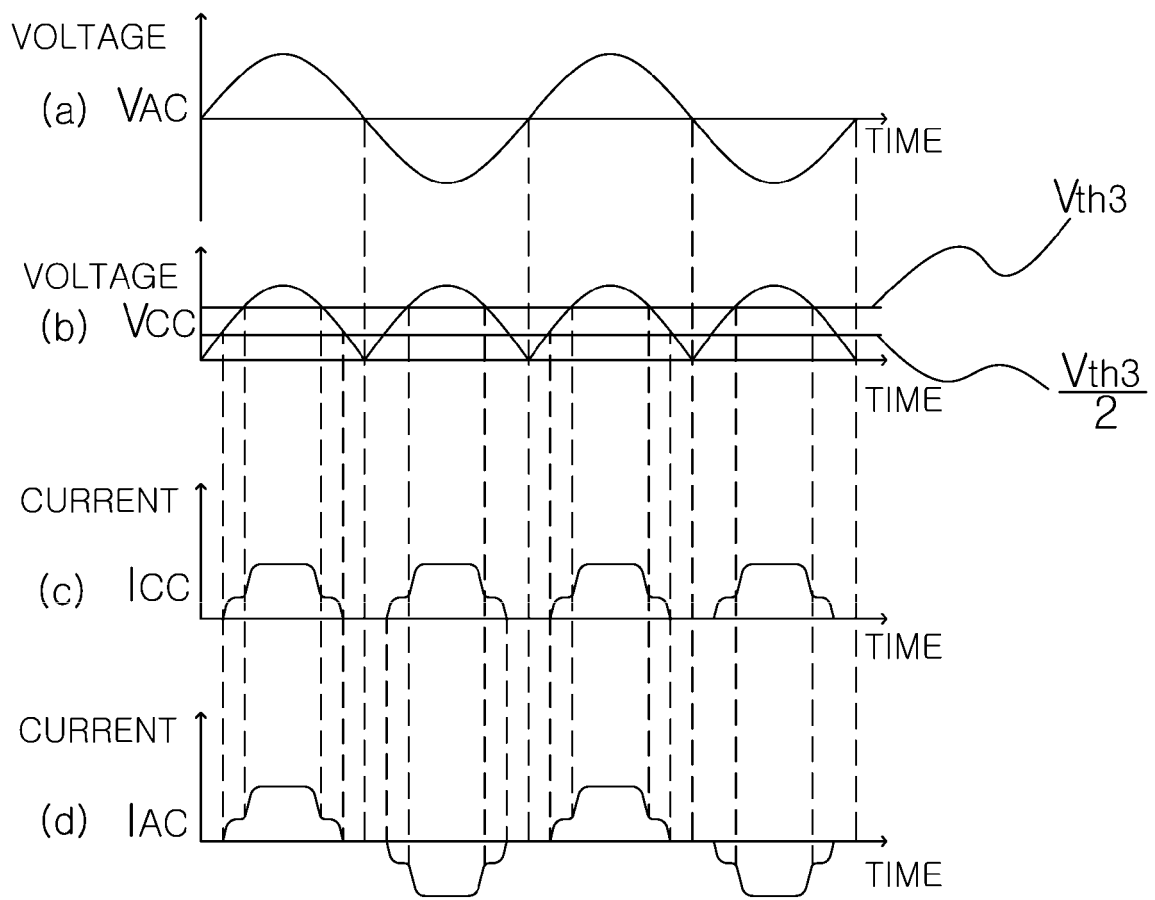 VOLTAGE
(a) VAC
TIME
Vth3
VOLTAGE
(b) VCC
TIME
Vth3
2
CURRENT
(c) ICC
TIME
CURRENT
(d) IAC
TIME